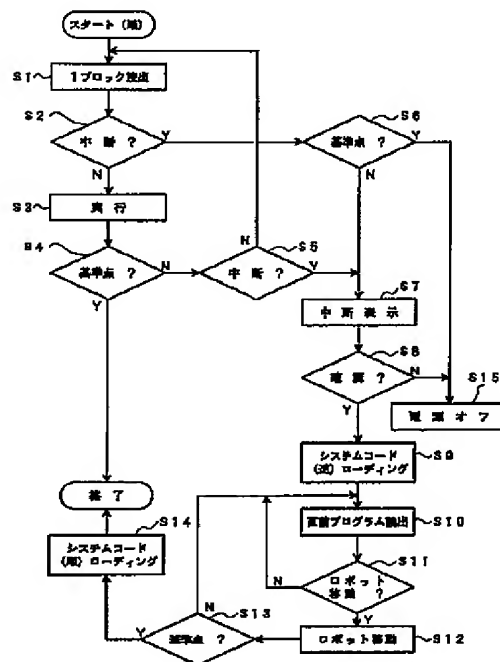 スタート（順）
S1
1ブロック読出
S2
中断？
Y
S6
基準点？
Y
N
N
S3
実行
S4
基準点？
N
N
S5
中断？
Y
Y
S7
中断表示
S8
電源？
N
Y
S15
電源オフ
システムコード
（逆）ローディング
S9
終了
S14
システムコード
（順）ローディング
直前プログラム読出
S10
S11
ロボット
移動？
N
Y
S13
N
基準点？
Y
ロボット移動
S12